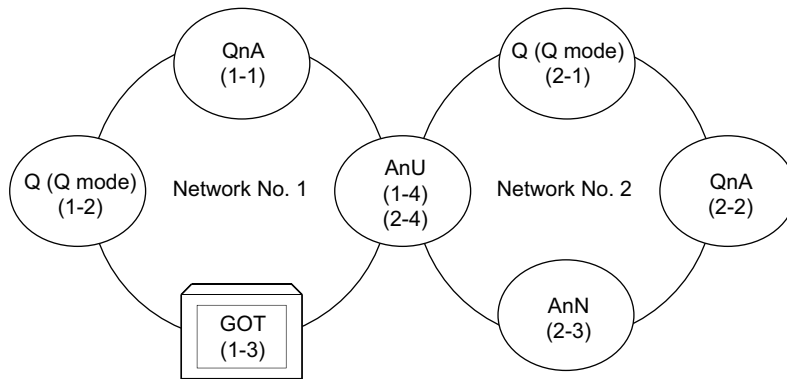 QnA
(1-1)
Q (Q mode)
(1-2)
Network No. 1
GOT
(1-3)
AnU
(1-4)
(2-4)
Q (Q mode)
(2-1)
Network No. 2
QnA
(2-2)
AnN
(2-3)